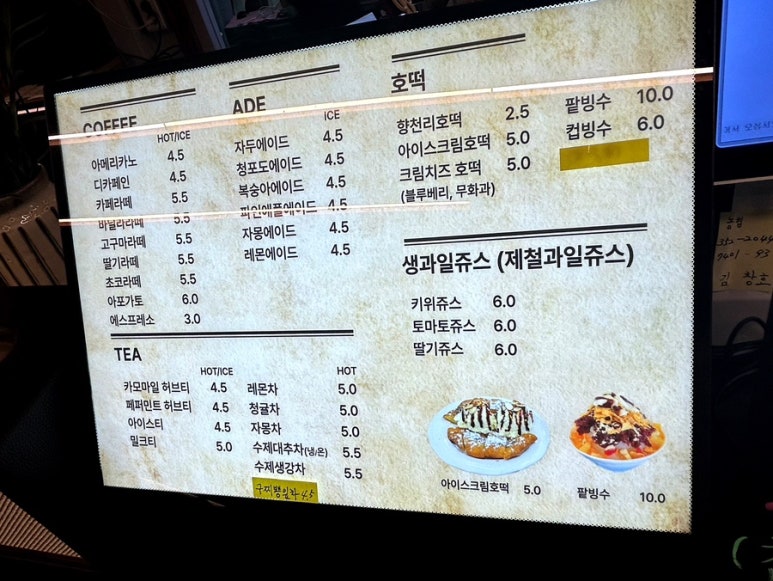 COFFEE
HOT/ICE
아메리카노 4.5
디카페인 4.5
카페라떼 5.5
바닐라라떼 5.5
고구마라떼 5.5
딸기라떼 5.5
초코라떼 5.5
아포가토 6.0
에스프레소 3.0
ADE
ICE
자두에이드 4.5
청포도에이드 4.5
복숭아에이드 4.5
파인애플에이드 4.5
자몽에이드 4.5
레몬에이드 4.5
호떡
향천리호떡 2.5
아이스크림호떡 5.0
크림치즈 호떡 5.0
(블루베리, 무화과)
팥빙수 10.0
컵빙수 6.0
생과일쥬스 (제철과일쥬스)
키위쥬스 6.0
토마토쥬스 6.0
딸기쥬스 6.0
TEA
HOT/ICE
카모마일 허브티 4.5
페퍼민트 허브티 4.5
아이스티 4.5
밀크티 5.0
HOT
레몬차 5.0
청귤차 5.0
자몽차 5.0
수제대추차(냉/온) 5.5
수제생강차 5.5
4.5
아이스크림호떡 5.0
팥빙수 10.0
김창호